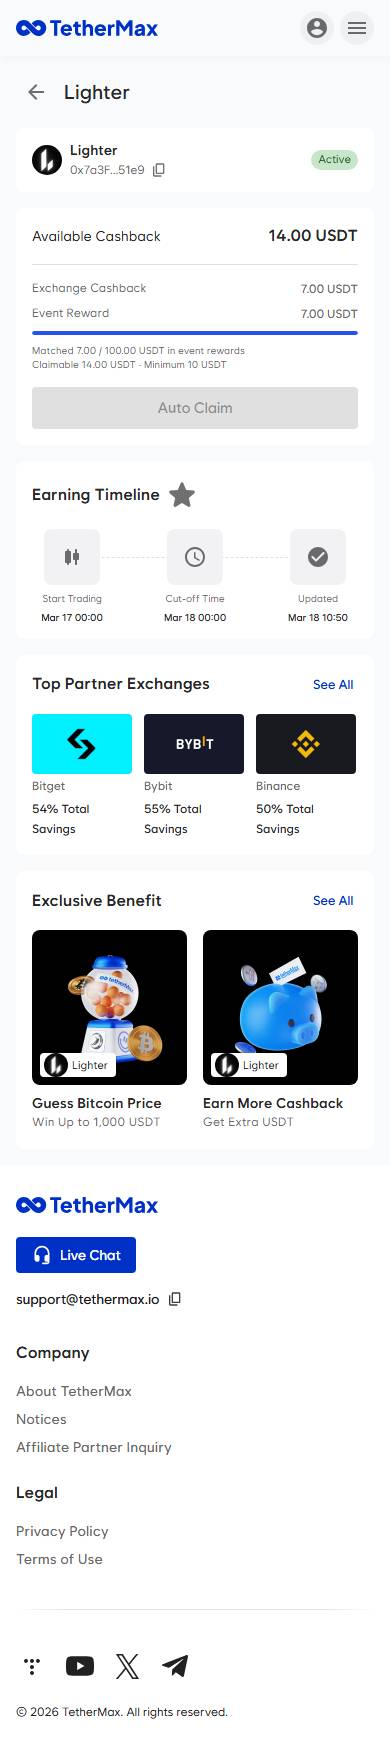 TetherMax
Lighter
Lighter
0x7a3F...51e9
Active
Available Cashback
14.00 USDT
Exchange Cashback
7.00 USDT
Event Reward
7.00 USDT
Matched 7.00 / 100.00 USDT in event rewards
Claimable 14.00 USDT - Minimum 10 USDT
Auto Claim
Earning Timeline
Start Trading
Cut-off Time
Updated
Mar 17 00:00
Mar 18 00:00
Mar 18 10:50
Top Partner Exchanges
See All
BYBIT
Bitget
Bybit
Binance
54% Total
Savings
55% Total
Savings
50% Total
Savings
Exclusive Benefit
See All
TetherMax
Lighter
TetherMax
Lighter
Guess Bitcoin Price
Win Up to 1,000 USDT
Earn More Cashback
Get Extra USDT
TetherMax
Live Chat
support@tethermax.io
Company
About TetherMax
Notices
Affiliate Partner Inquiry
Legal
Privacy Policy
Terms of Use
© 2026 TetherMax. All rights reserved.